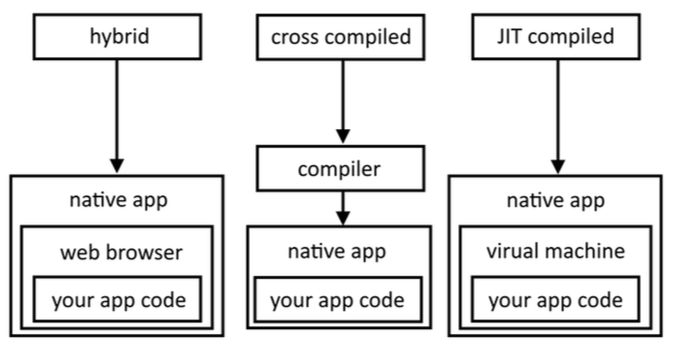 hybrid
native app
web browser
your app code
cross compiled
compiler
native app
your app code
JIT compiled
native app
virual machine
your app code